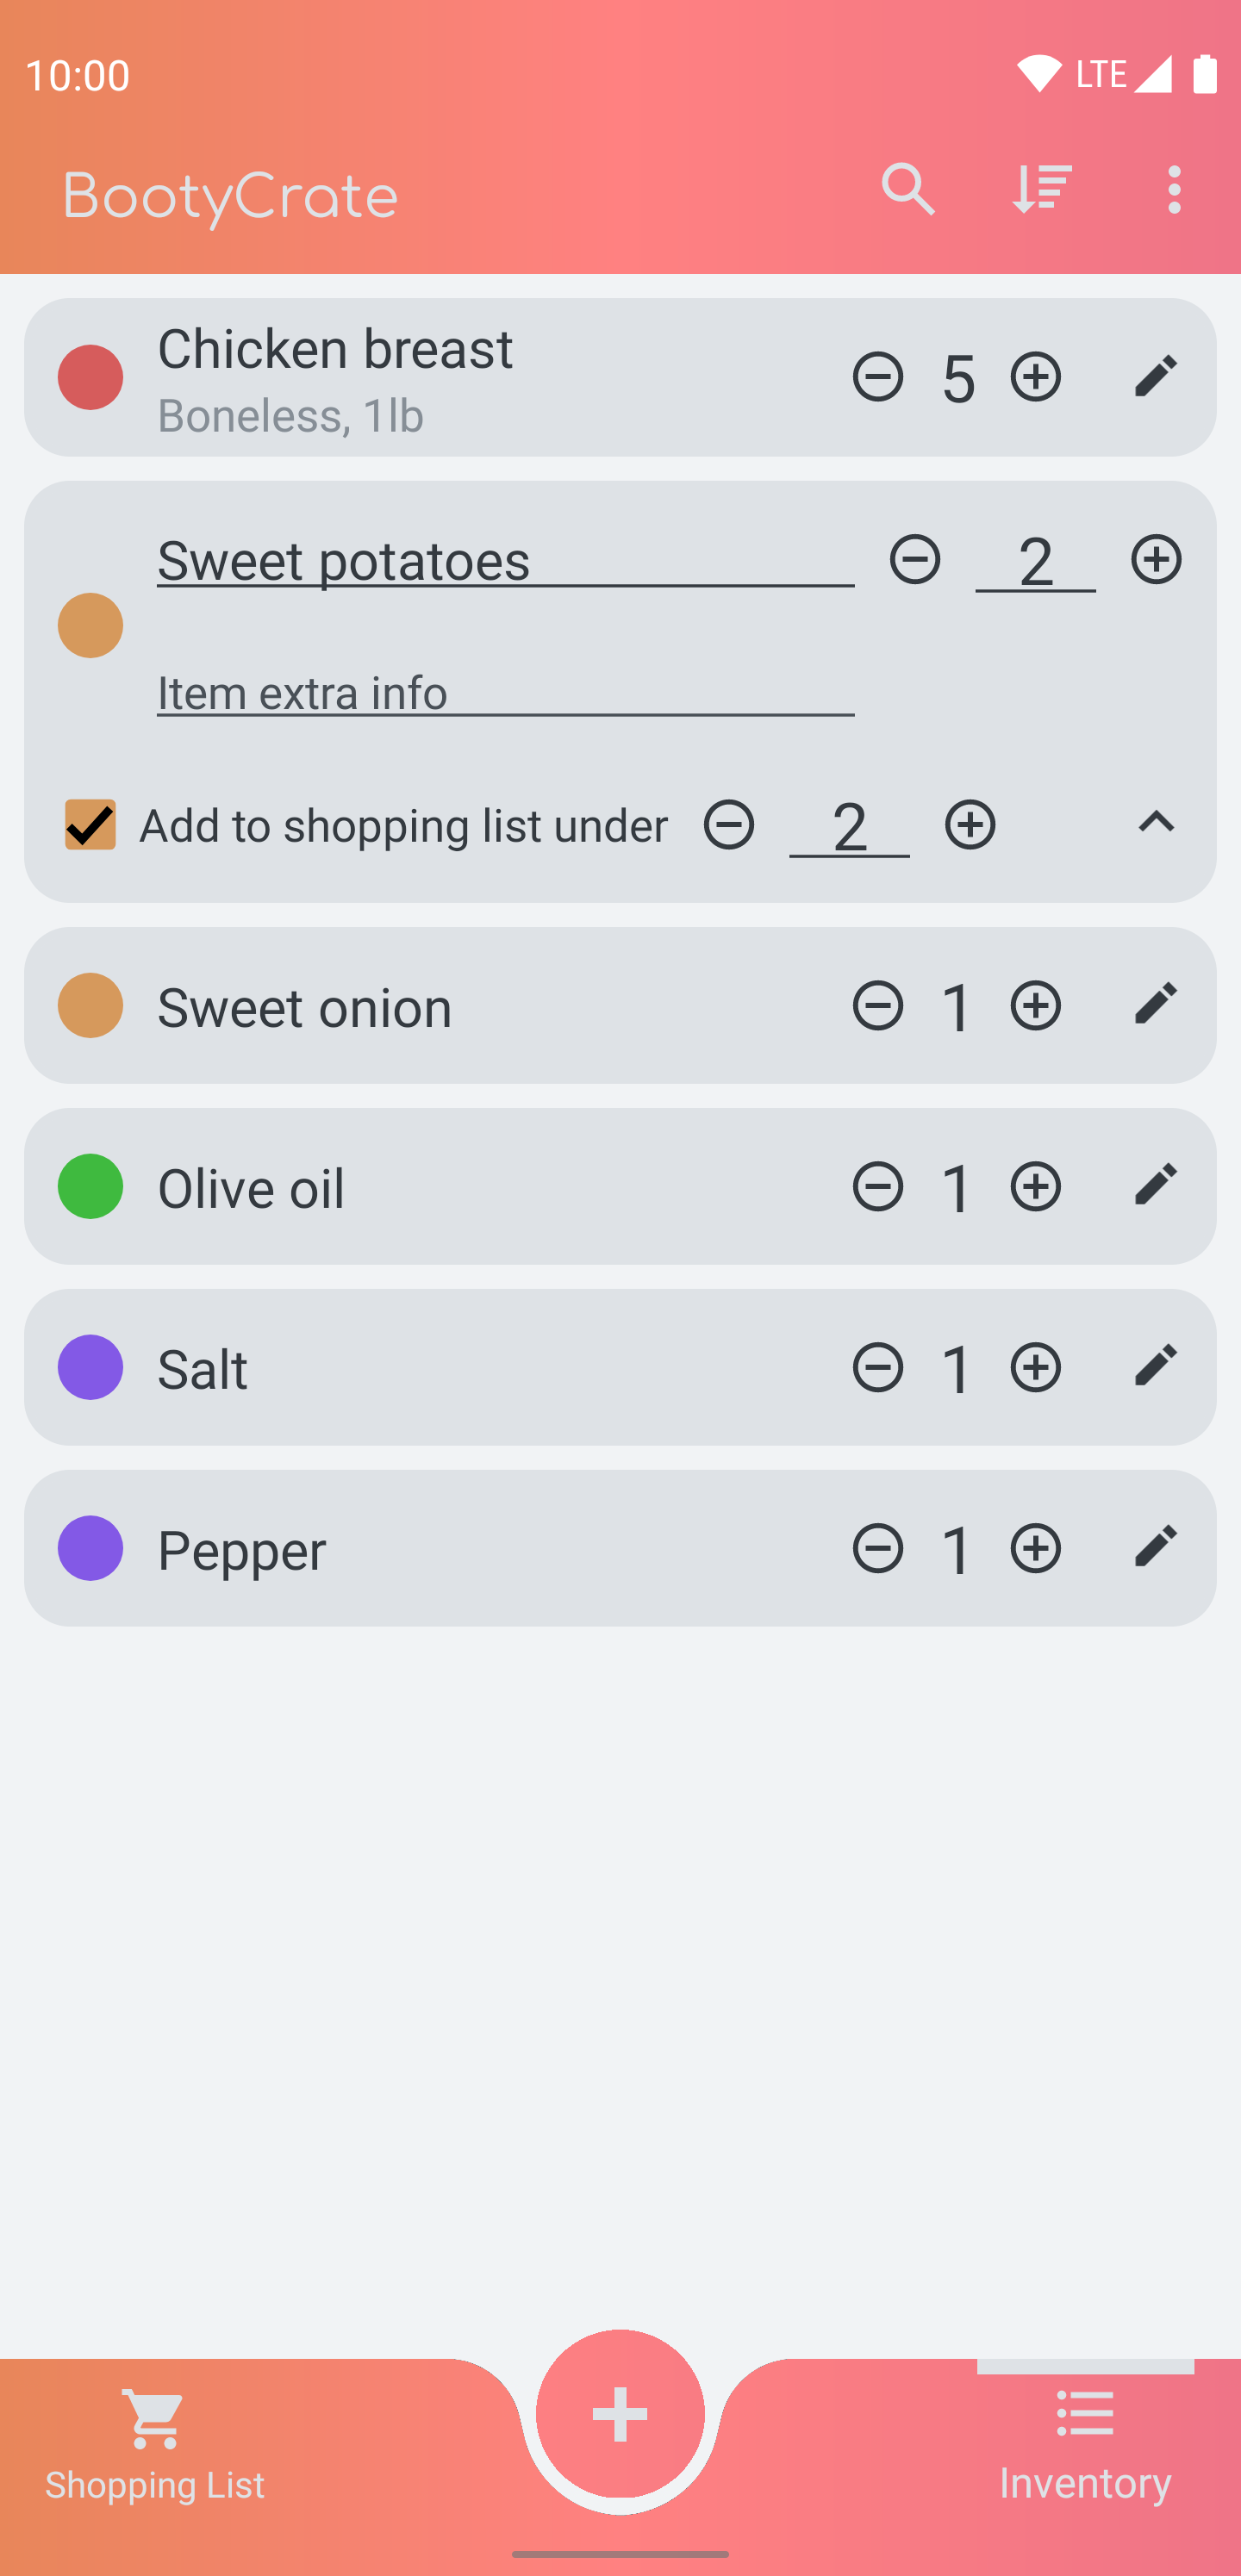 10:00 LTE
BootyCrate
Chicken breast 5
Boneless, 1lb
Sweet potatoes 2
Item extra info
Add to shopping list under 2
Sweet onion 1
Olive oil 1
Salt 1
Pepper 1
Shopping List Inventory